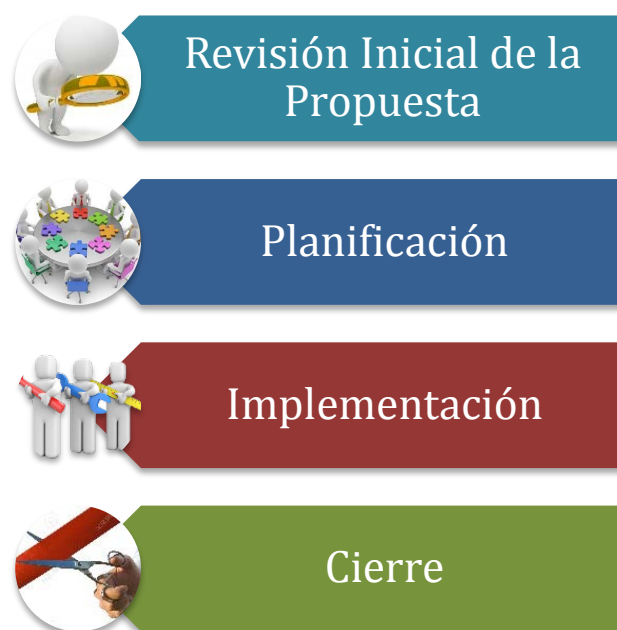 Revisión Inicial de la
Propuesta
Planificación
Implementación
Cierre